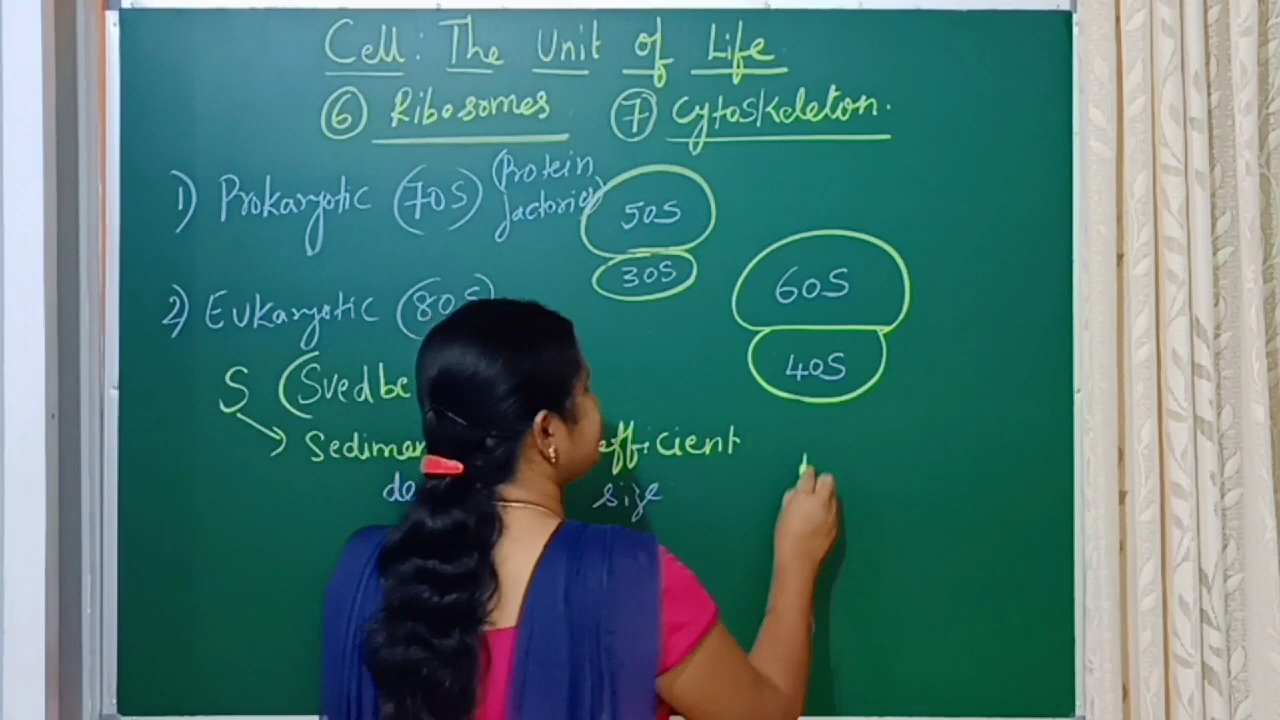 Cell: The Unit of Life
⑥ Ribosomes ⑦ Cytoskeleton.
1) Prokaryotic (70S) (Protein factories)
50S
30S
2) Eukaryotic (80S)
60S
40S
S (Svedbe
→ Sedimen efficient
de size